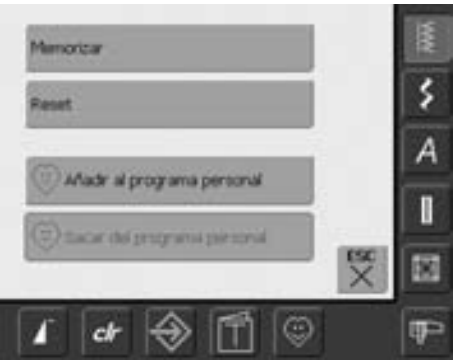 Memorizar
Reset
Añadir al programa personal
Sacar del programa personal
ESC
A
clr